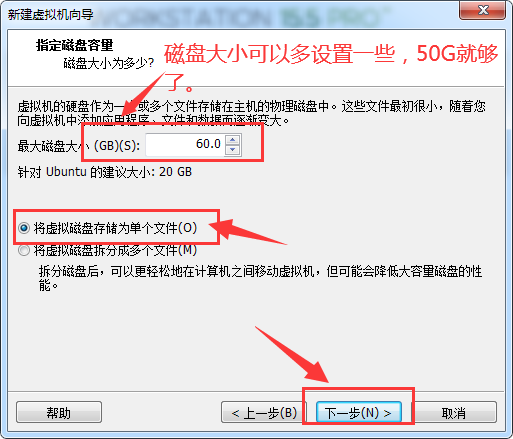 新建虚拟机向导
WORKSTATION 15.5 PRO™
指定磁盘容量
磁盘大小为多少?
磁盘大小可以多设置一些，50G就够
了。
虚拟机的硬盘作为一 或多个文件存储在主机的物理磁盘中。这些文件最初很小，随着您
向虚拟机中添加应用程序、文件和数据而逐渐变大。
最大磁盘大小 (GB)(S): 60.0
针对 Ubuntu 的建议大小: 20 GB
将虚拟磁盘存储为单个文件(O)
将虚拟磁盘拆分成多个文件(M)
拆分磁盘后，可以更轻松地在计算机之间移动虚拟机，但可能会降低大容量磁盘的性
能。
帮助 < 上一步(B) 下一步(N) > 取消